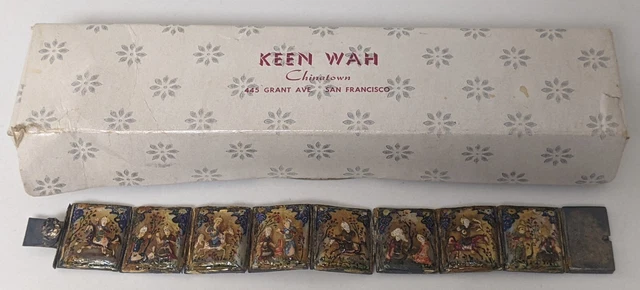 KEEN WAH
Chinatown
445 GRANT AVE. SAN FRANCISCO